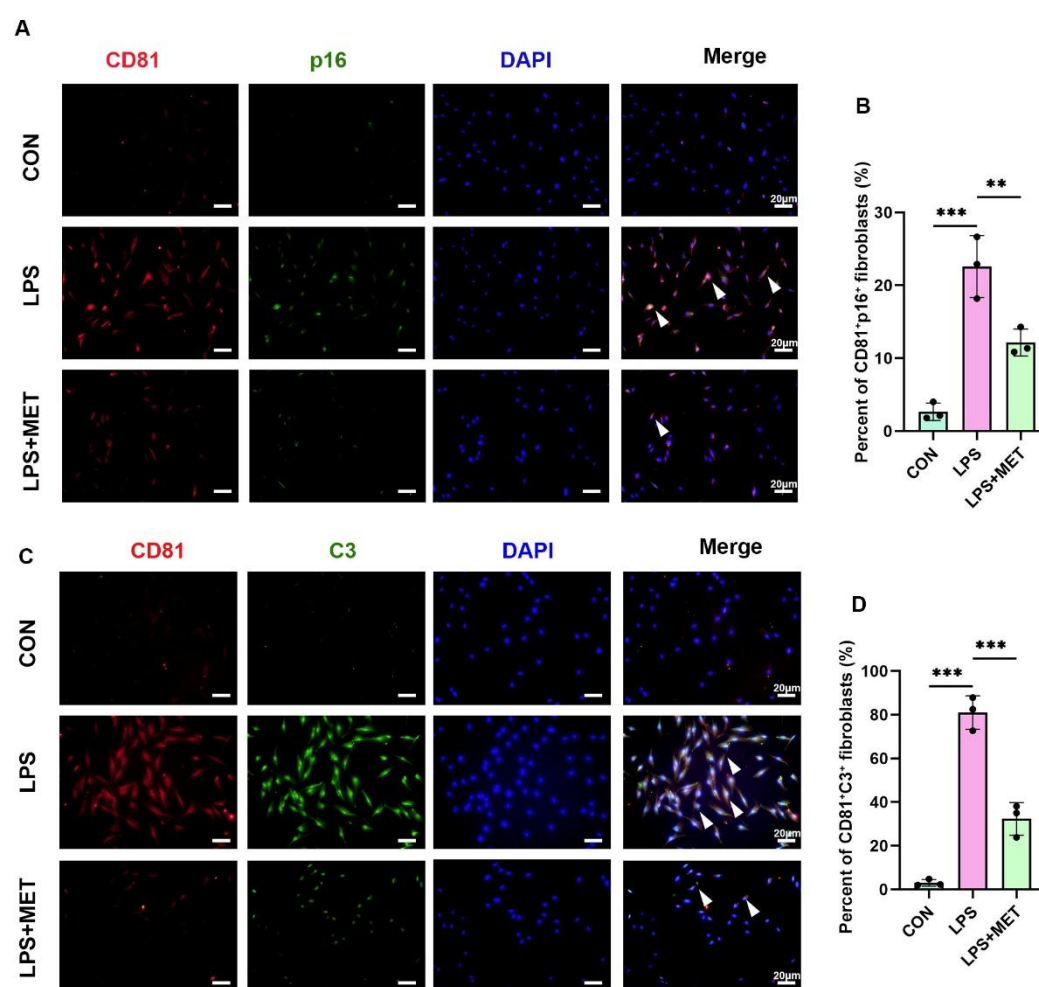 A
CD81 p16 DAPI Merge
CON
20μm
LPS
20μm
LPS+MET
20μm
B
Percent of CD81⁺p16⁺ fibroblasts (%)
*** **
30
20
10
0
CON LPS LPS+MET
C
CD81 C3 DAPI Merge
CON
20μm
LPS
20μm
LPS+MET
20μm
D
Percent of CD81⁺C3⁺ fibroblasts (%)
*** ***
100
80
60
40
20
0
CON LPS LPS+MET